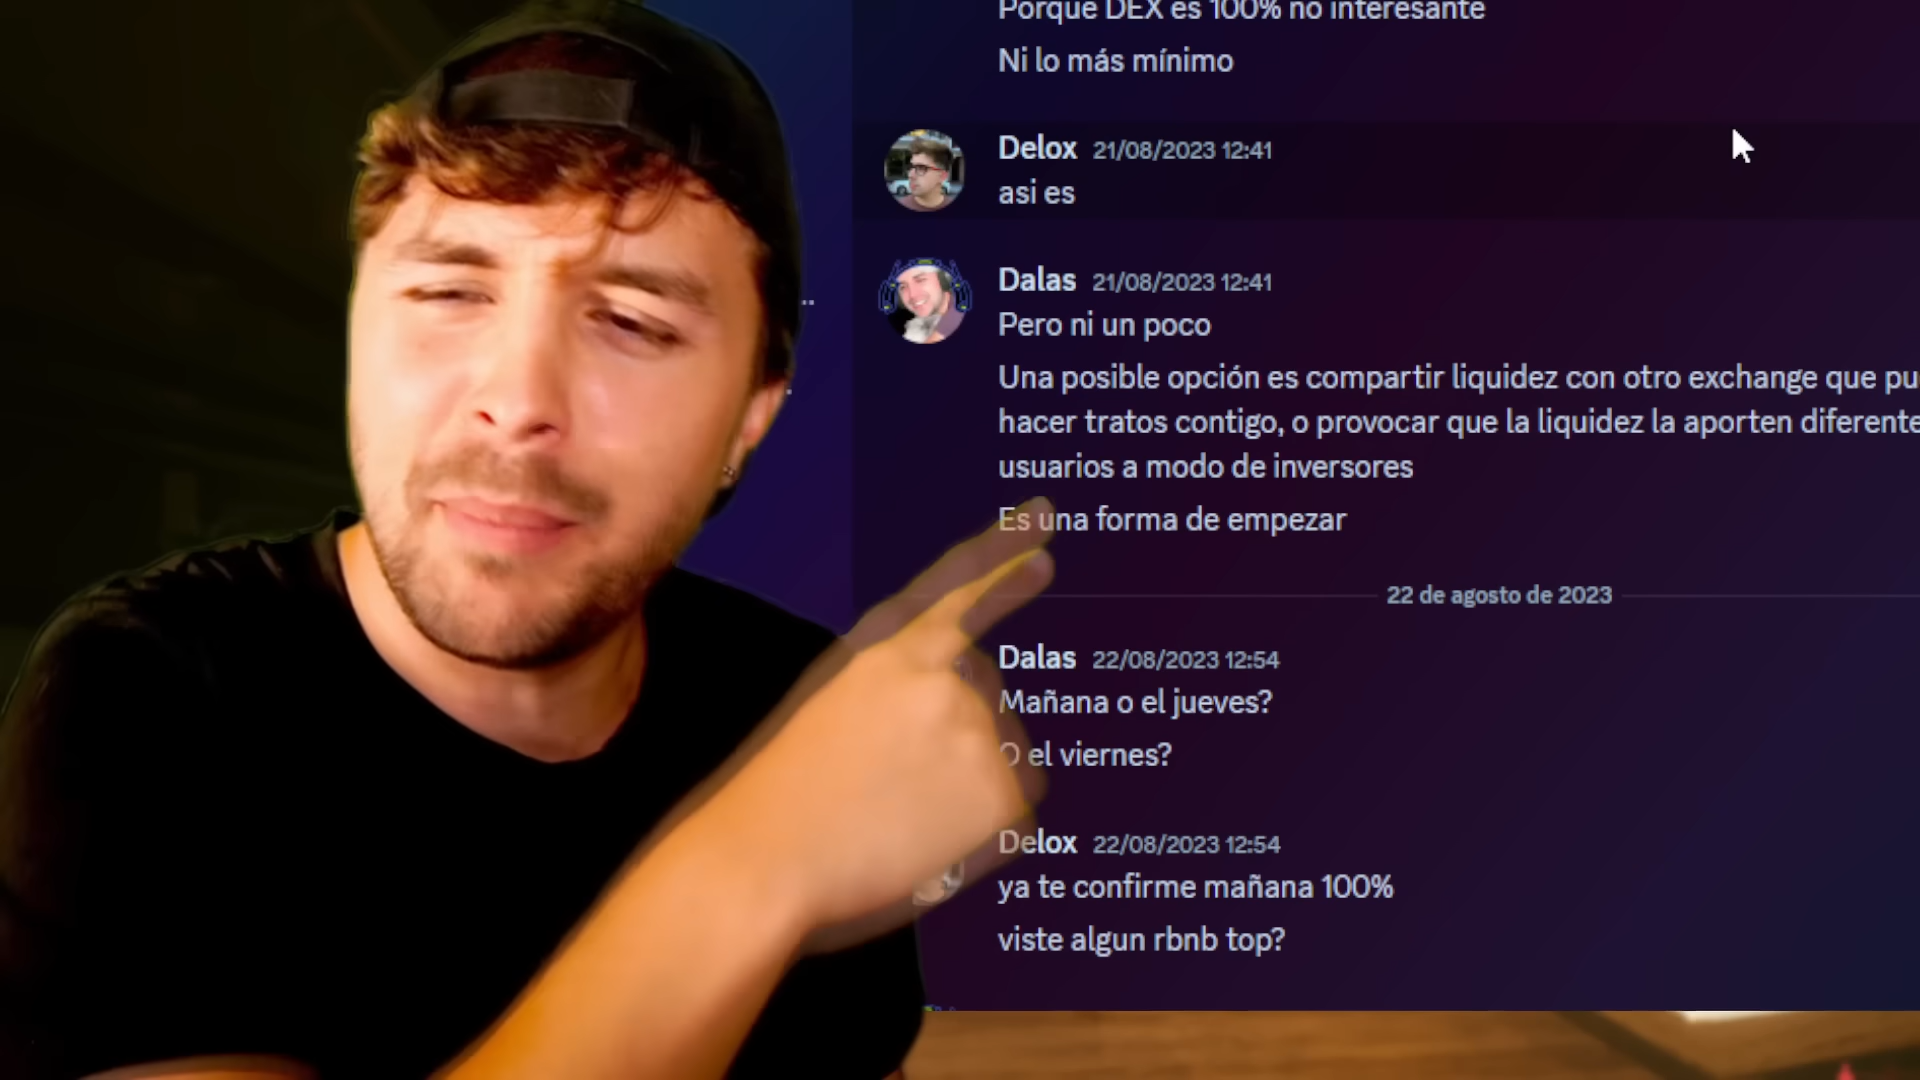 Porque DEX es 100% no interesante
Ni lo más mínimo
Delox 21/08/2023 12:41
asi es
Dalas 21/08/2023 12:41
Pero ni un poco
Una posible opción es compartir liquidez con otro exchange que
hacer tratos contigo, o provocar que la liquidez la aporten
usuarios a modo de inversores
Es una forma de empezar
22 de agosto de 2023
Dalas 22/08/2023 12:54
Mañana o el jueves?
O el viernes?
Delox 22/08/2023 12:54
ya te confirme mañana 100%
viste algun rbnb top?